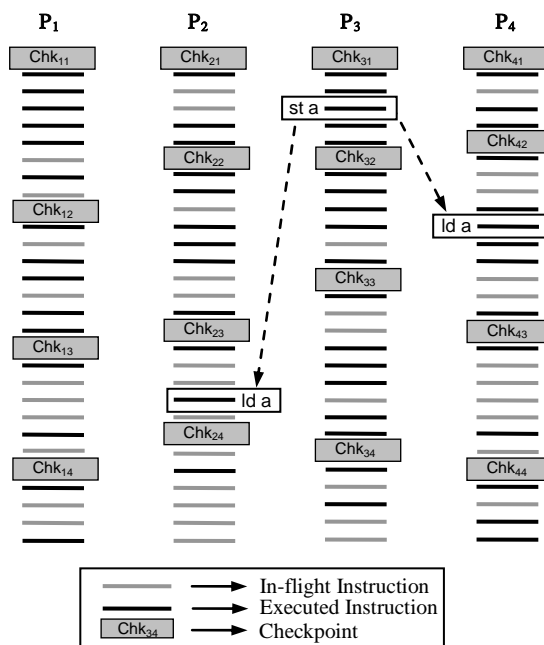 P1 P2 P3 P4
Chk11 Chk21 Chk31 Chk41
st a
Chk42
Chk22 Chk32
Chk12
ld a
Chk33
Chk23 Chk43
Chk13
ld a
Chk24
Chk34
Chk14 Chk44
In-flight Instruction
Executed Instruction
Chk34 Checkpoint